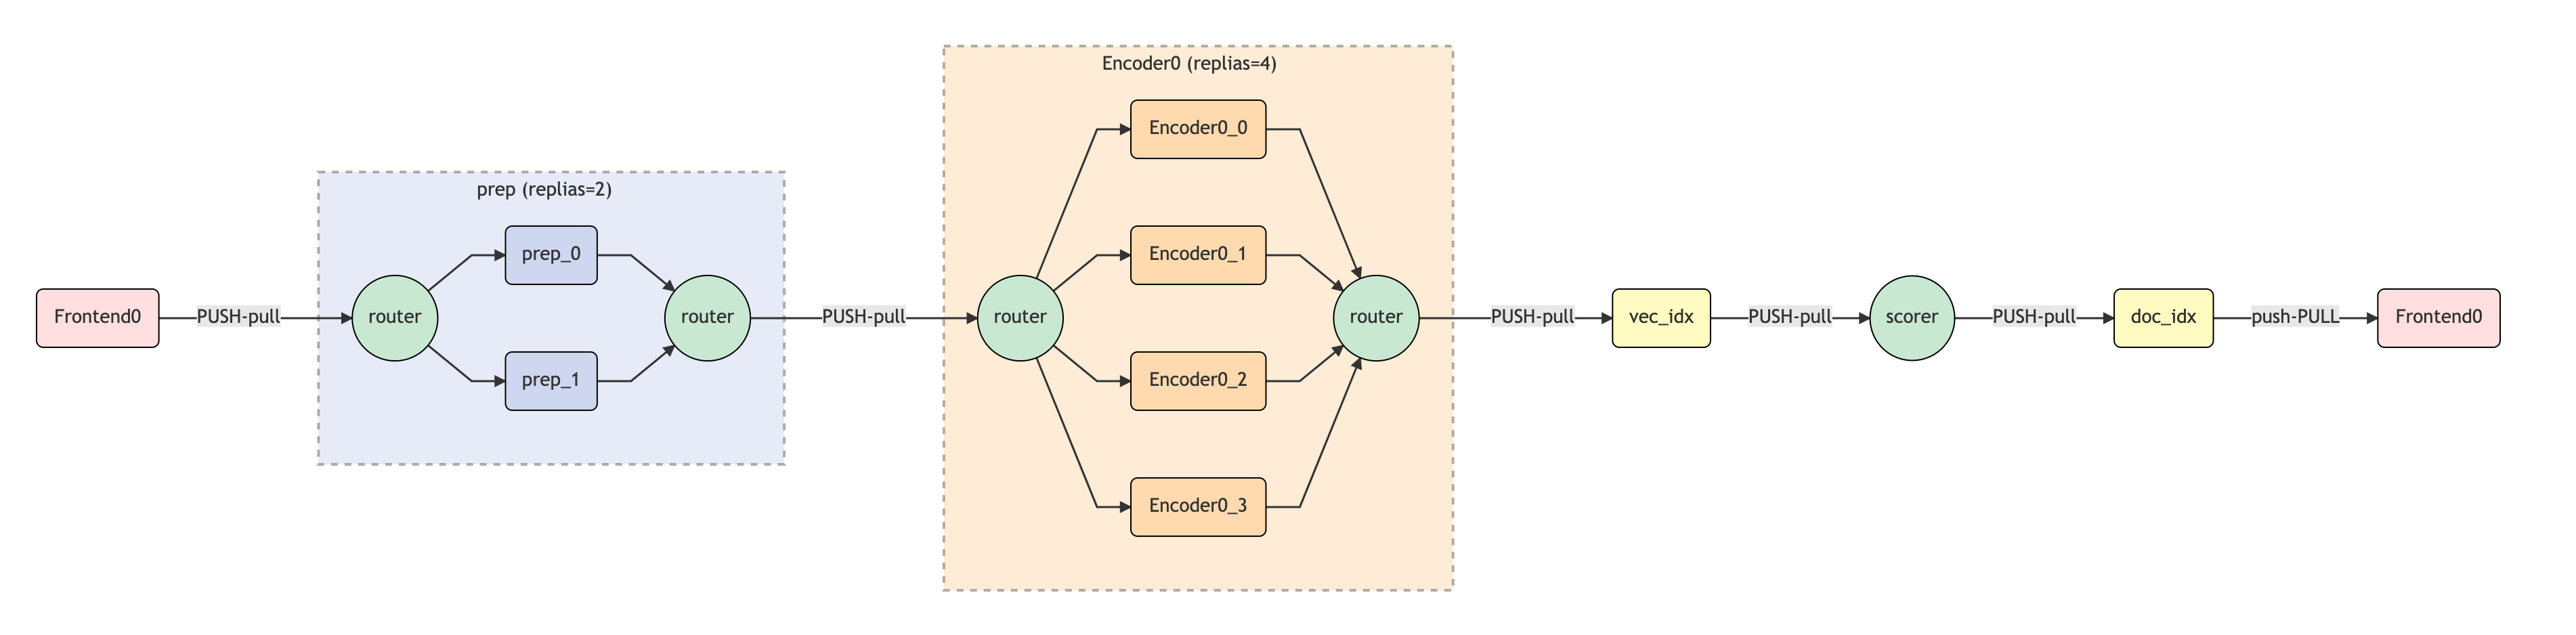 Frontend0
PUSH-pull
prep (replias=2)
router
prep_0
prep_1
router
PUSH-pull
Encoder0 (replias=4)
router
Encoder0_0
Encoder0_1
Encoder0_2
Encoder0_3
router
PUSH-pull
vec_idx
PUSH-pull
scorer
PUSH-pull
doc_idx
push-PULL
Frontend0